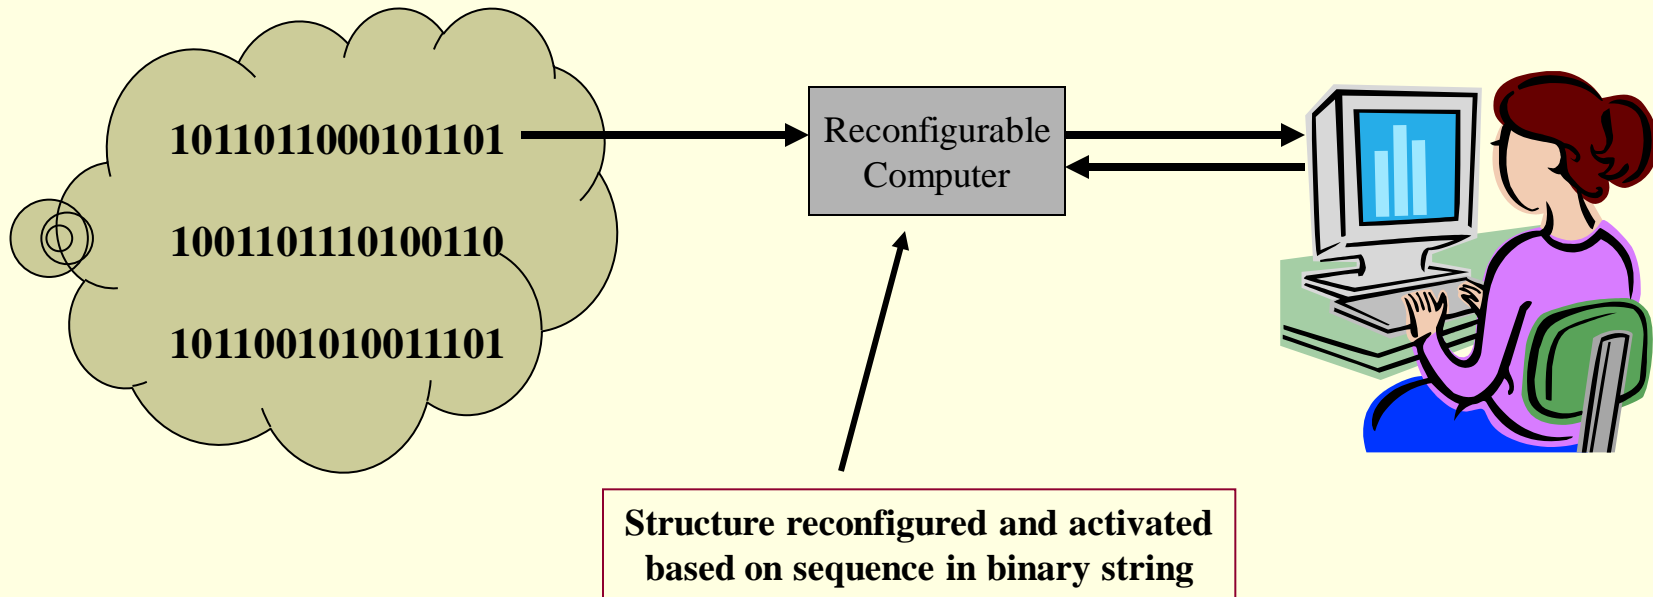 1011011000101101
Reconfigurable
Computer
1001101110100110
1011001010011101
Structure reconfigured and activated
based on sequence in binary string